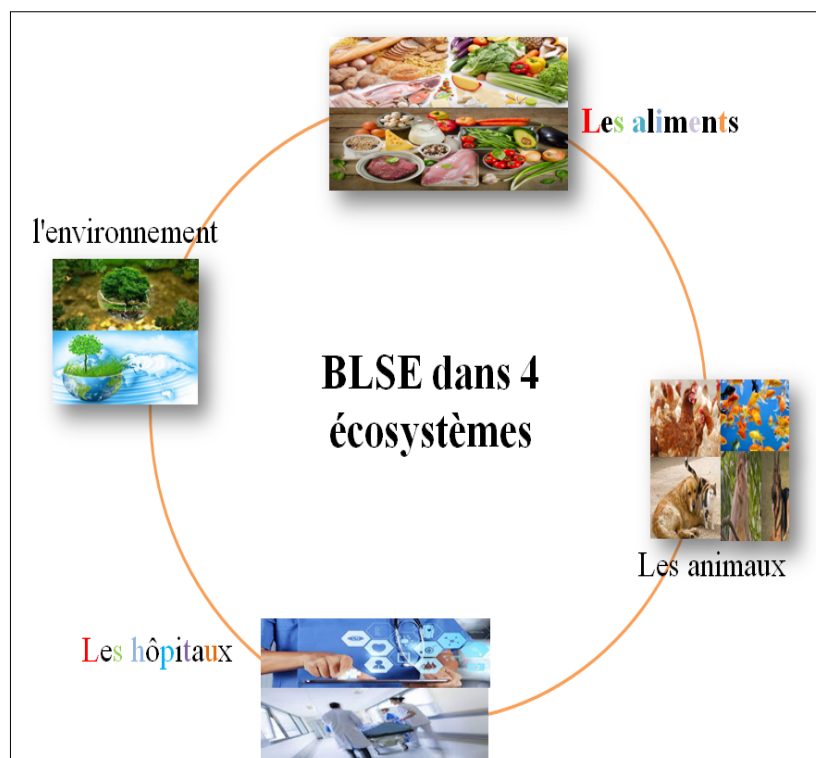 Les aliments
l'environnement
BLSE dans 4
écosystèmes
Les animaux
Les hôpitaux